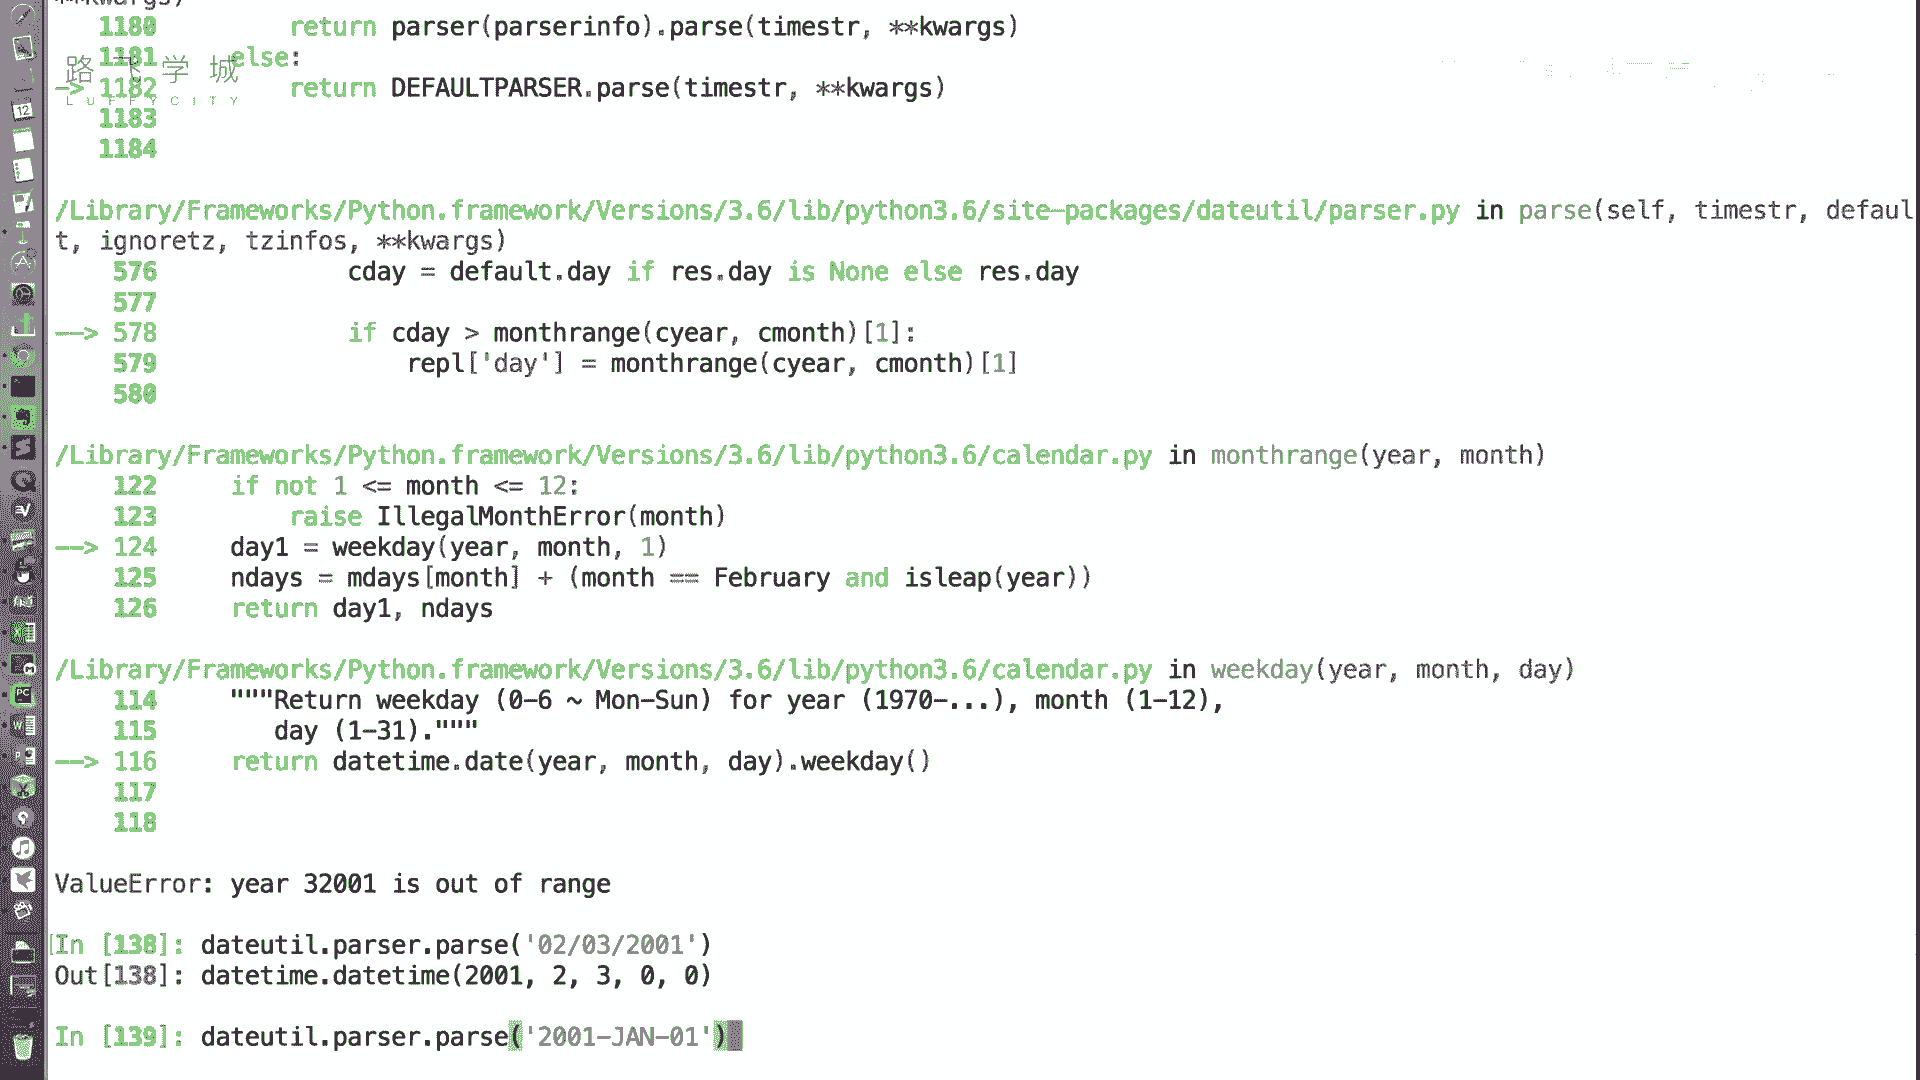 **kwargs)
1180         return parser(parserinfo).parse(timestr, **kwargs)
1181     else:
路 飞 学 城
-> 1182         return DEFAULTPARSER.parse(timestr, **kwargs)
LUFFYCITY
1183
1184
/Library/Frameworks/Python.framework/Versions/3.6/lib/python3.6/site-packages/dateutil/parser.py in parse(self, timestr, defaul
t, ignoretz, tzinfos, **kwargs)
576             cday = default.day if res.day is None else res.day
577
--> 578             if cday > monthrange(cyear, cmonth)[1]:
579                 repl['day'] = monthrange(cyear, cmonth)[1]
580
/Library/Frameworks/Python.framework/Versions/3.6/lib/python3.6/calendar.py in monthrange(year, month)
122     if not 1 <= month <= 12:
123         raise IllegalMonthError(month)
--> 124     day1 = weekday(year, month, 1)
125     ndays = mdays[month] + (month == February and isleap(year))
126     return day1, ndays
/Library/Frameworks/Python.framework/Versions/3.6/lib/python3.6/calendar.py in weekday(year, month, day)
114     """Return weekday (0-6 ~ Mon-Sun) for year (1970-...), month (1-12),
115        day (1-31)."""
--> 116     return datetime.date(year, month, day).weekday()
117
118
ValueError: year 32001 is out of range
In [138]: dateutil.parser.parse('02/03/2001')
Out[138]: datetime.datetime(2001, 2, 3, 0, 0)
In [139]: dateutil.parser.parse('2001-JAN-01')